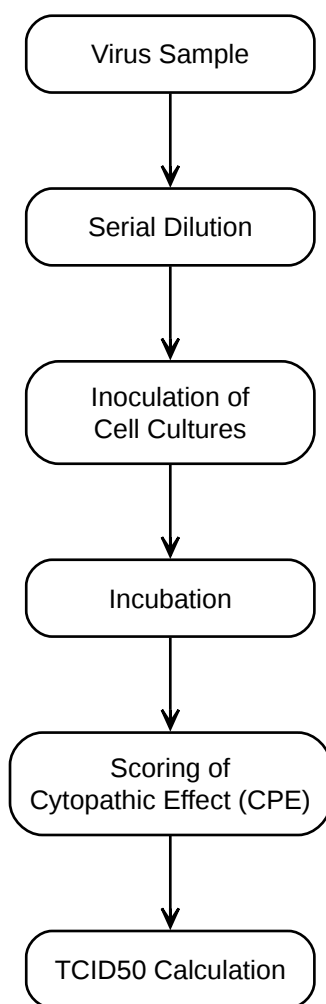 Virus Sample
Serial Dilution
Inoculation of
Cell Cultures
Incubation
Scoring of
Cytopathic Effect (CPE)
TCID50 Calculation